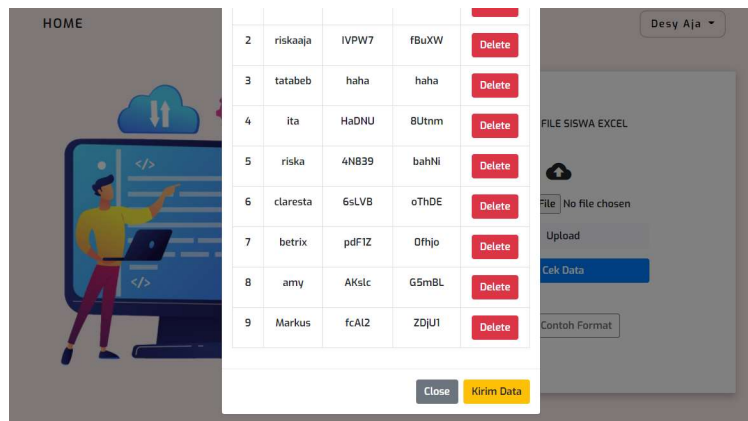 HOME
Desy Aja
2 riskaaja IVPW7 fBuXW Delete
3 tatabeb haha haha Delete
4 ita HaDNU 8Utnm Delete
5 riska 4NB39 bahNi Delete
6 claresta 6sLVB oThDE Delete
7 betrix pdF1Z Ofhjo Delete
8 amy AKslc G5mBL Delete
9 Markus fcAl2 ZDjU1 Delete
Close Kirim Data
FILE SISWA EXCEL
File No file chosen
Upload
Cek Data
Contoh Format